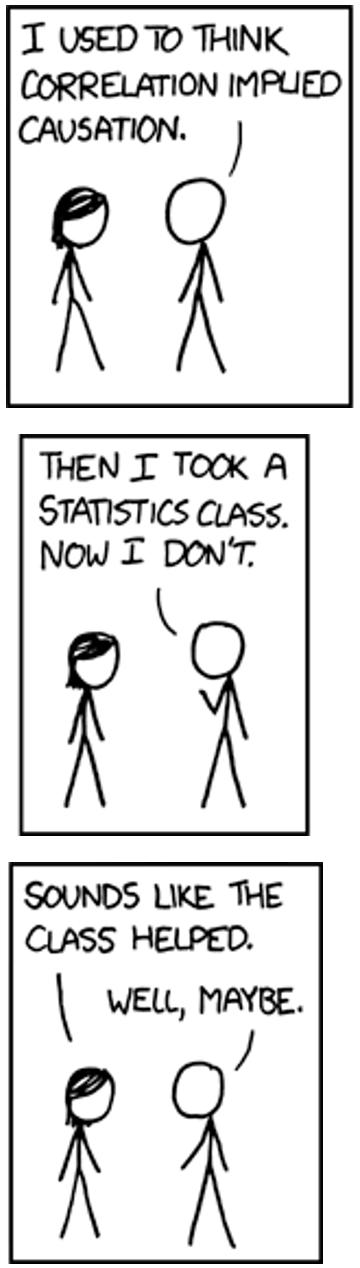 I USED TO THINK
CORRELATION IMPLIED
CAUSATION.
THEN I TOOK A
STATISTICS CLASS.
NOW I DON'T.
SOUNDS LIKE THE
CLASS HELPED.
WELL, MAYBE.